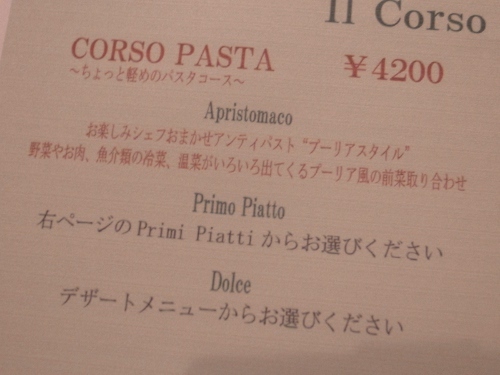 Il Corso
CORSO PASTA ￥4200
～ちょっと軽めのパスタコース～
Apristomaco
お楽しみシェフおまかせアンティパスト“プーリアスタイル”
野菜やお肉、魚介類の冷菜、温菜がいろいろ出てくるプーリア風の前菜取り合わせ
Primo Piatto
右ページのPrimi Piattiからお選びください
Dolce
デザートメニューからお選びください